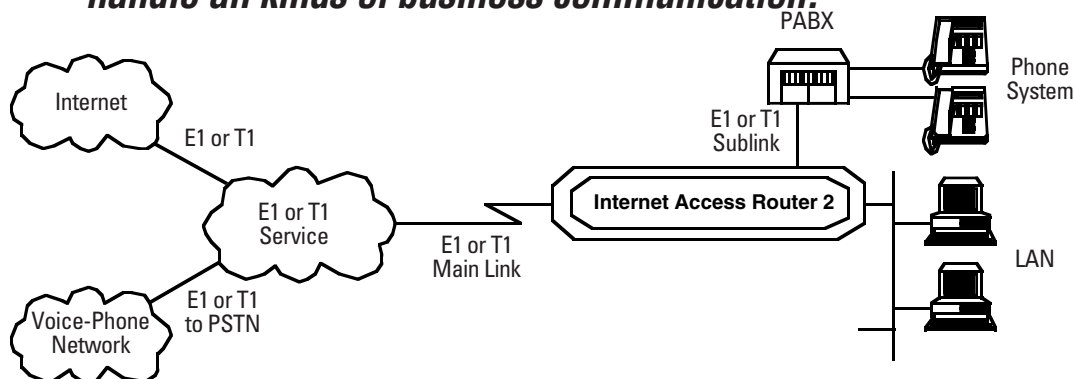 handle all kinds of business communication.
PABX
Phone
System
Internet
E1 or T1
E1 or T1
Sublink
Internet Access Router 2
E1 or T1
Service
E1 or T1
Main Link
LAN
E1 or T1
to PSTN
Voice-Phone
Network